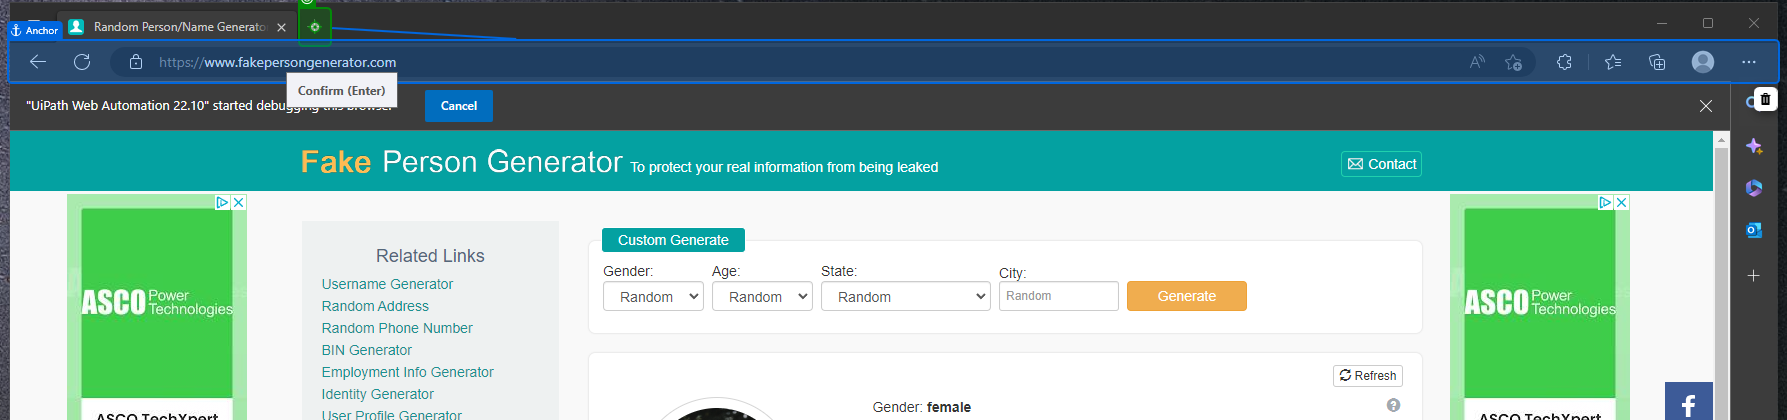 Random Person/Name Generato
Anchor
https://www.fakepersongenerator.com
Confirm (Enter)
"UiPath Web Automation 22.10" started debugging this browser
Cancel
Fake Person Generator To protect your real information from being leaked
Contact
Related Links
Username Generator
Random Address
Random Phone Number
BIN Generator
Employment Info Generator
Identity Generator
User Profile Generator
Custom Generate
Gender:
Age:
State:
City:
Random
Random
Random
Random
Generate
Refresh
Gender: female
ASCO Power Technologies
ASCO TechXpert
ASCO Power Technologies
ASCO TechXpert